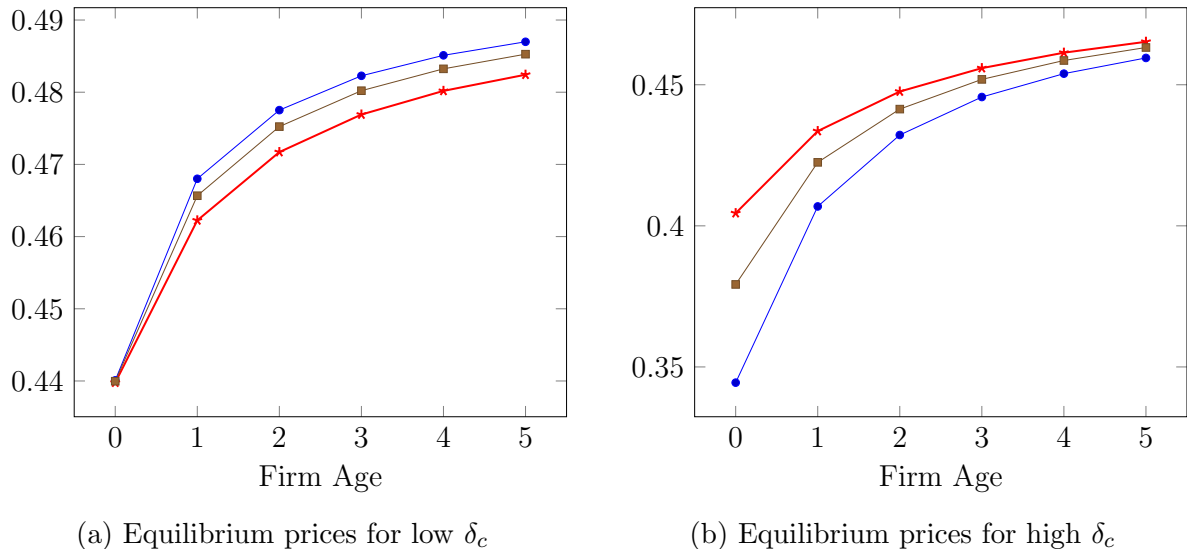 0.49
0.48
0.47
0.46
0.45
0.44
0 1 2 3 4 5
Firm Age
(a) Equilibrium prices for low δc
0.45
0.4
0.35
0 1 2 3 4 5
Firm Age
(b) Equilibrium prices for high δc